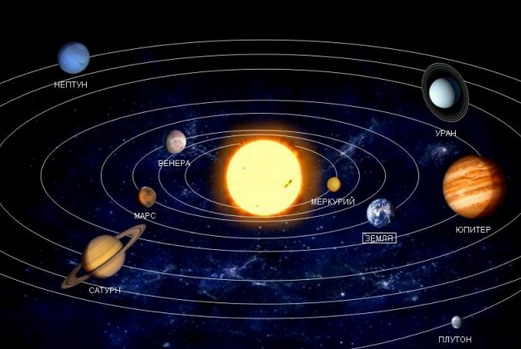 НЕПТУН
УРАН
ВЕНЕРА
МЕРКУРИЙ
МАРС
ЮПИТЕР
ЗЕМЛЯ
САТУРН
ПЛУТОН